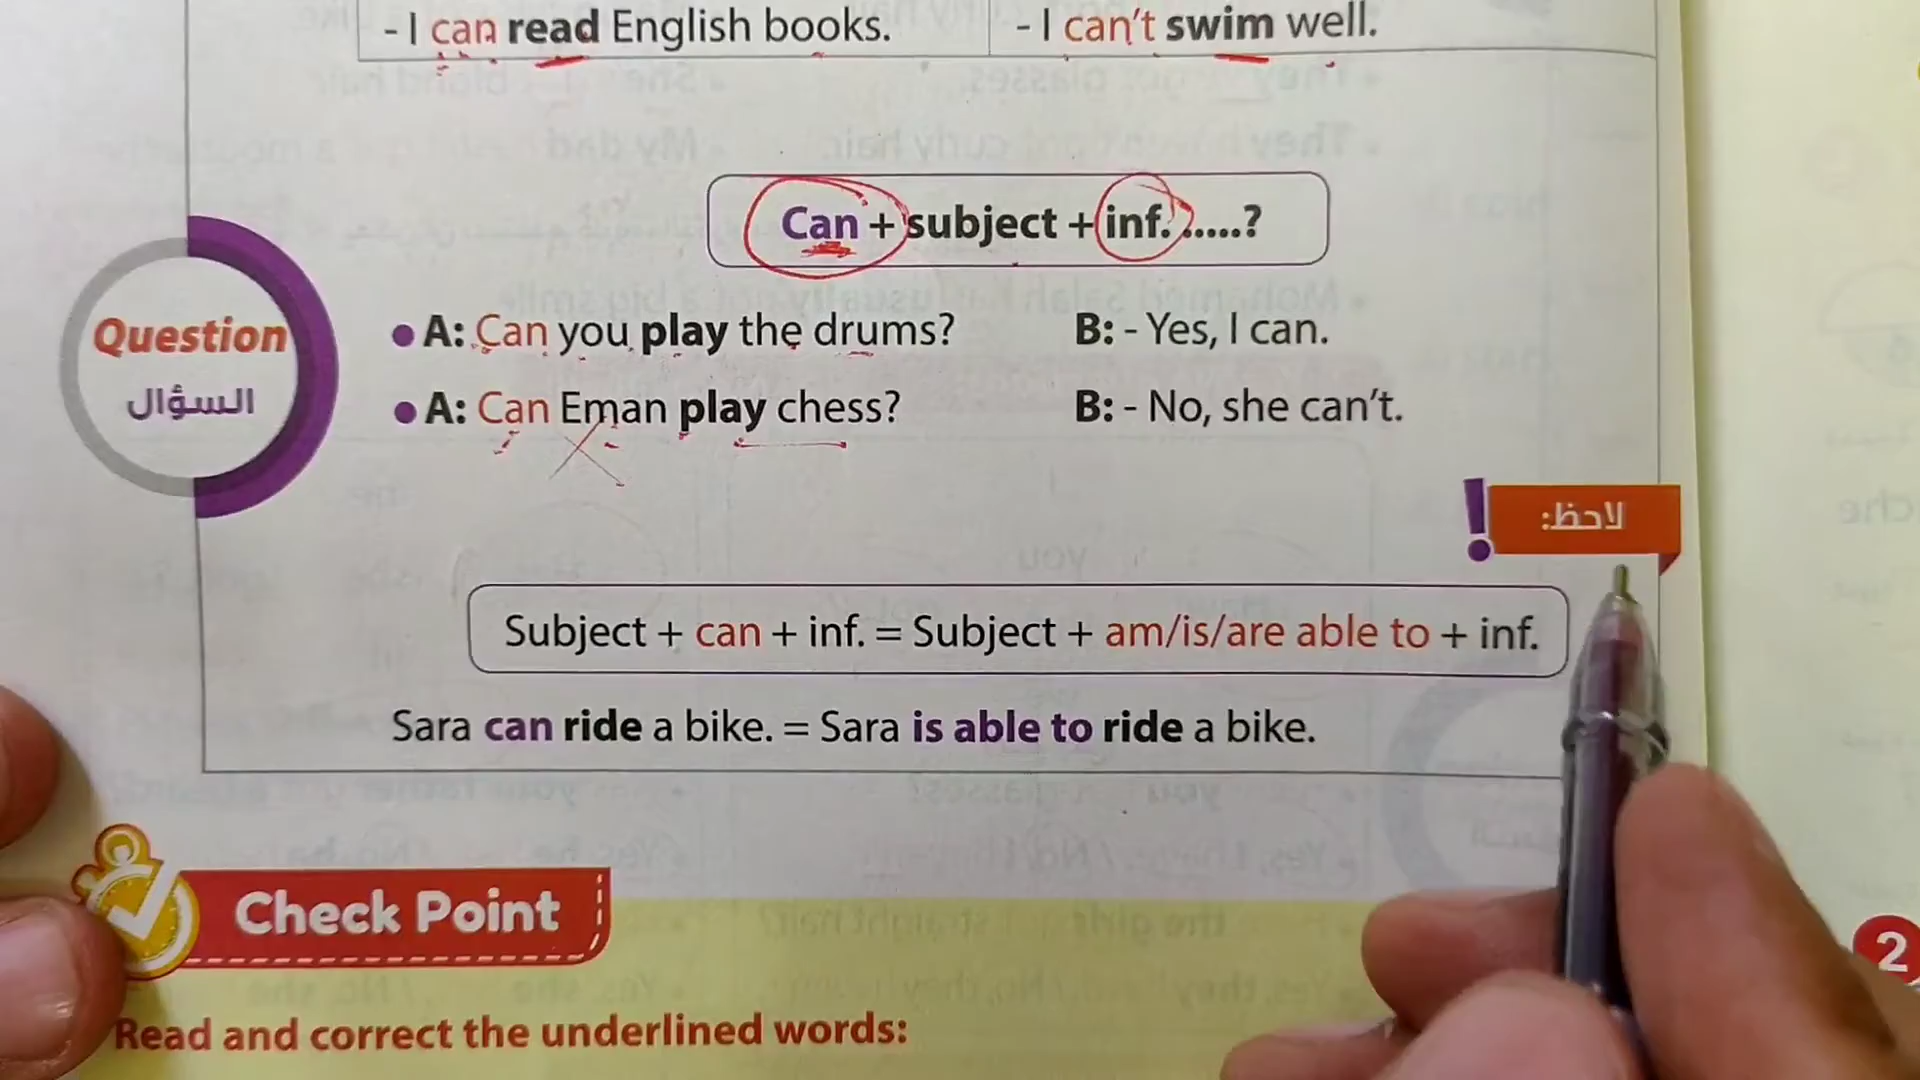 - I can read English books. - I can't swim well.
Can + subject + inf. .....?
Question
السؤال
• A: Can you play the drums? B: - Yes, I can.
• A: Can Eman play chess? B: - No, she can't.
لاحظ:
Subject + can + inf. = Subject + am/is/are able to + inf.
Sara can ride a bike. = Sara is able to ride a bike.
Check Point
2
Read and correct the underlined words: